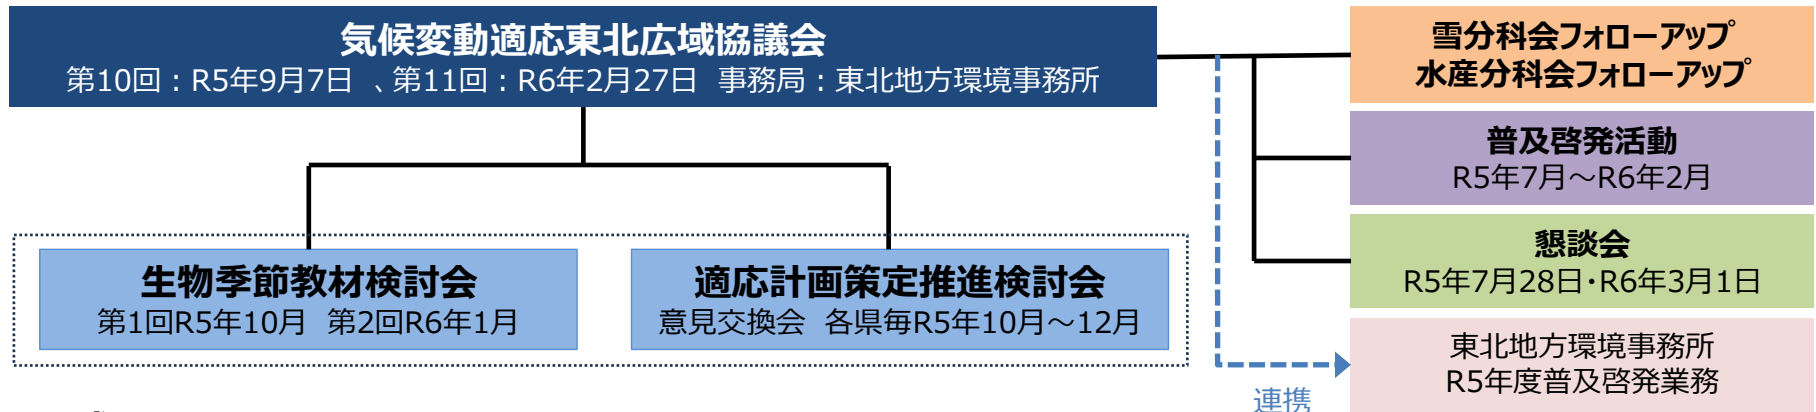 気候変動適応東北広域協議会
第10回：R5年9月7日 、第11回：R6年2月27日 事務局：東北地方環境事務所
雪分科会フォローアップ
水産分科会フォローアップ
普及啓発活動
R5年7月～R6年2月
懇談会
R5年7月28日・R6年3月1日
生物季節教材検討会
第1回R5年10月 第2回R6年1月
適応計画策定推進検討会
意見交換会 各県毎R5年10月～12月
東北地方環境事務所
R5年度普及啓発業務
連携